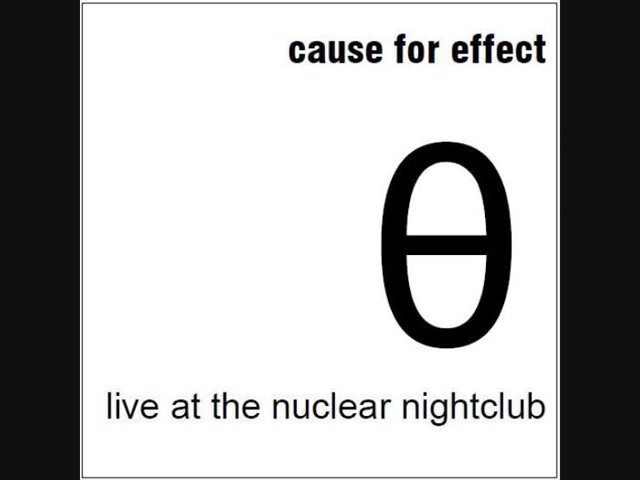 cause for effect
θ
live at the nuclear nightclub